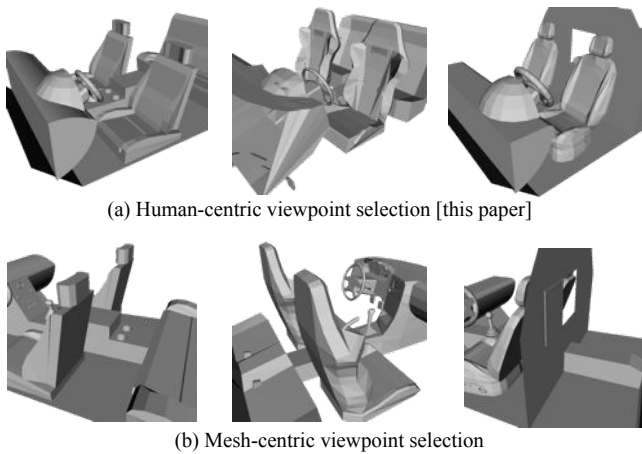 (a) Human-centric viewpoint selection [this paper]
(b) Mesh-centric viewpoint selection